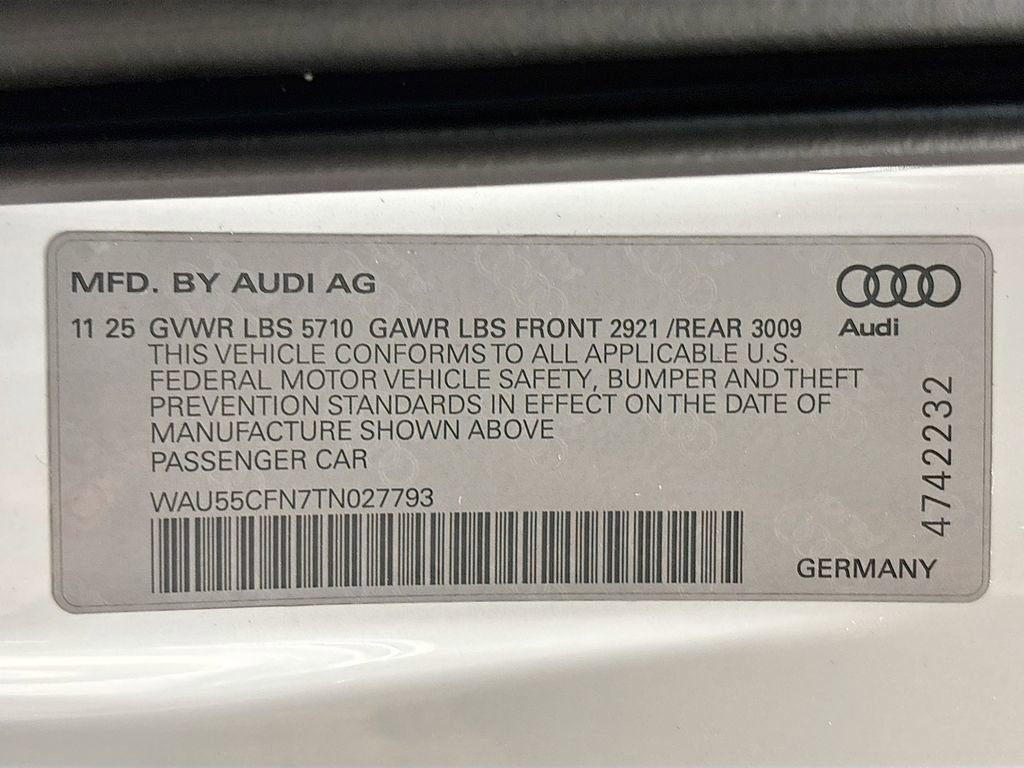 MFD. BY AUDI AG
11 25 GVWR LBS 5710 GAWR LBS FRONT 2921 /REAR 3009
Audi
THIS VEHICLE CONFORMS TO ALL APPLICABLE U.S.
FEDERAL MOTOR VEHICLE SAFETY, BUMPER AND THEFT
PREVENTION STANDARDS IN EFFECT ON THE DATE OF
MANUFACTURE SHOWN ABOVE
PASSENGER CAR
WAU55CFN7TN027793
4742232
GERMANY